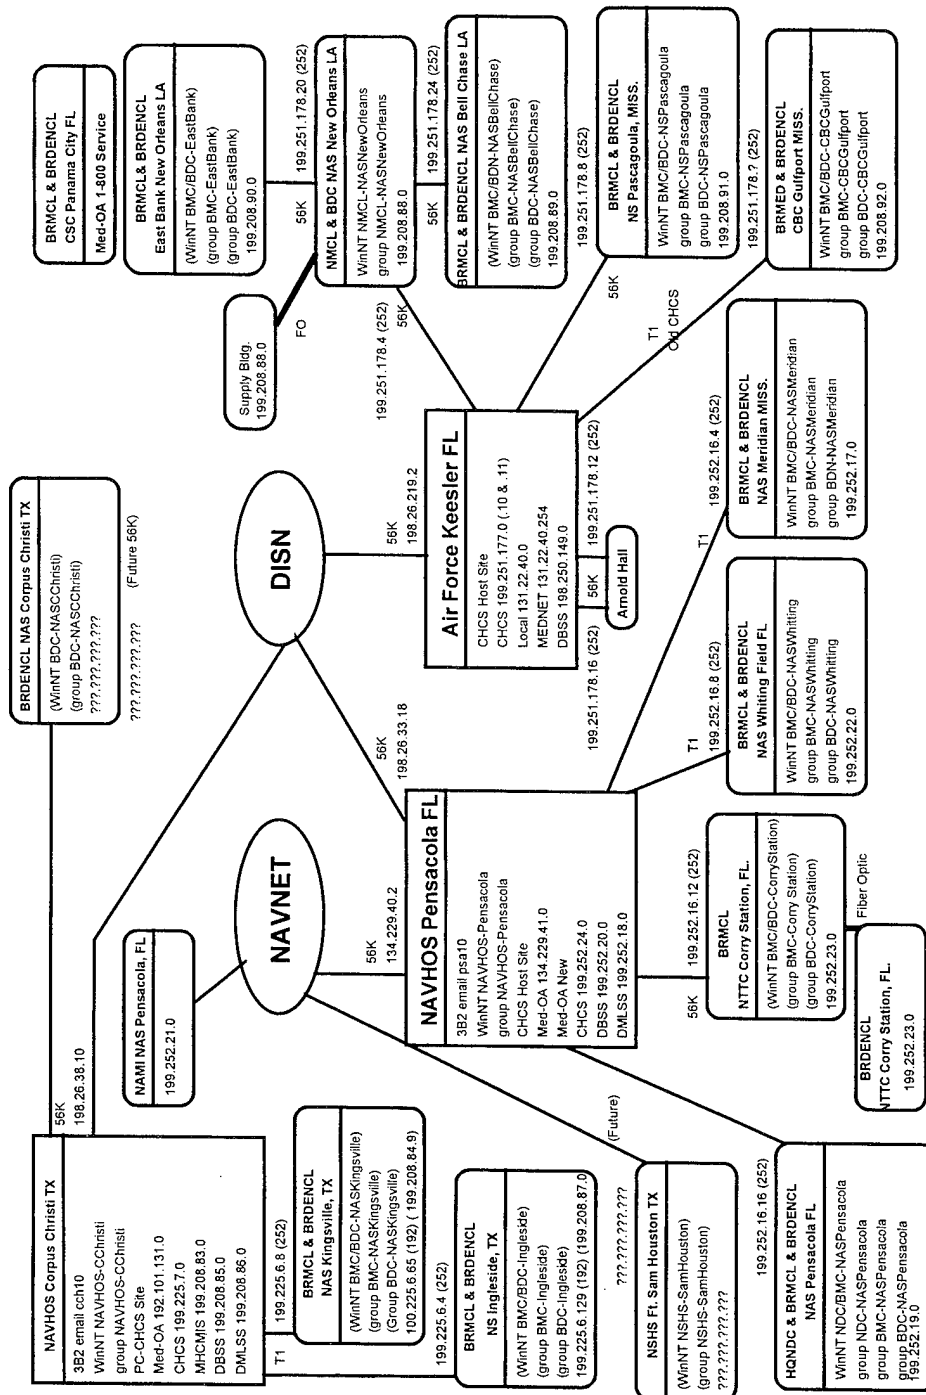 NAVHOS Corpus Christi TX
3B2 email cch10
WinNT NAVHOS-CChristi
group NAVHOS-CChristi
PC-CHCS Site
Med-OA 192.101.131.0
CHCS 199.225.7.0
MHCMIS 199.208.83.0
DBSS 199.208.85.0
DMLSS 199.208.86.0
56K
198.26.38.10
BRDENCL NAS Corpus Christi TX
(WinNT BDC-NASCChristi)
(group BDC-NASCChristi)
???.???.???.???
???.???.???.???
(Future 56K)
BRMCL & BRDENCL
CSC Panama City FL
Med-OA 1-800 Service
NAMI NAS Pensacola, FL
199.252.21.0
NAVNET
DISN
Supply Bldg.
199.208.88.0
FO
BRMCL & BRDENCL
East Bank New Orleans LA
(WinNT BMC/BDC-EastBank)
(group BMC-EastBank)
(group BDC-EastBank)
199.208.90.0
56K
199.251.178.20 (252)
NMCL & BDC NAS New Orleans LA
WinNT NMCL-NASNewOrleans
group NMCL-NASNewOrleans
199.208.88.0
199.251.178.4 (252)
56K
56K
199.251.178.24 (252)
BRMCL & BRDENCL NAS Bell Chase LA
(WinNT BMC/BDN-NASBellChase)
(group BMC-NASBellChase)
(group BDC-NASBellChase)
199.208.89.0
T1
199.225.6.8 (252)
BRMCL & BRDENCL
NAS Kingsville, TX
(WinNT BMC/BDC-NASKingsville)
(group BMC-NASKingsville)
(Group BDC-NASKingsville)
100.225.6.65 (192) ( 199.208.84.9)
199.225.6.4 (252)
BRMCL & BRDENCL
NS Ingleside, TX
(WinNT BMC/BDC-Ingleside)
(group BMC-Ingleside)
(group BDC-Ingleside)
199.225.6.129 (192) (199.208.87.0)
56K
134.229.40.2
56K
198.26.33.18
NAVHOS Pensacola FL
3B2 email psa10
WinNT NAVHOS-Pensacola
group NAVHOS-Pensacola
CHCS Host Site
Med-OA 134.229.41.0
Med-OA New
CHCS 199.252.24.0
DBSS 199.252.20.0
DMLSS 199.252.18.0
56K
198.26.219.2
Air Force Keesler FL
CHCS Host Site
CHCS 199.251.177.0 (.10 & .11)
Local 131.22.40.0
MEDNET 131.22.40.254
DBSS 198.250.149.0
199.251.178.16 (252)
56K
199.251.178.12 (252)
Arnold Hall
56K
199.251.178.8 (252)
BRMCL & BRDENCL
NS Pascagoula, MISS.
WinNT BMC/BDC-NSPascagoula
group BMC-NSPascagoula
group BDC-NSPascagoula
199.208.91.0
T1
Old CHCS
199.251.178.? (252)
BRMED & BRDENCL
CBC Gulfport MISS.
WinNT BMC/BDC-CBCGulfport
group BMC-CBCGulfport
group BDC-CBCGulfport
199.208.92.0
(Future)
???.???.???.???
NSHS Ft. Sam Houston TX
(WinNT NSHS-SamHouston)
(group NSHS-SamHouston)
???.???.???.???
199.252.16.16 (252)
HQNDC & BRMCL & BRDENCL
NAS Pensacola FL
WinNT NDC/BMC-NASPensacola
group NDC-NASPensacola
group BMC-NASPensacola
group BDC-NASPensacola
199.252.19.0
56K
199.252.16.12 (252)
BRMCL
NTTC Corry Station, FL.
(WinNT BMC/BDC-CorryStation)
(group BMC-Corry Station)
(group BDC-CorryStation)
199.252.23.0
Fiber Optic
BRDENCL
NTTC Corry Station, FL.
199.252.23.0
T1
199.252.16.8 (252)
BRMCL & BRDENCL
NAS Whiting Field FL
WinNT BMC/BDC-NASWhitting
group BMC-NASWhitting
group BDC-NASWhitting
199.252.22.0
T1
199.252.16.4 (252)
BRMCL & BRDENCL
NAS Meridian MISS.
WinNT BMC/BDC-NASMeridian
group BMC-NASMeridian
group BDN-NASMeridian
199.252.17.0